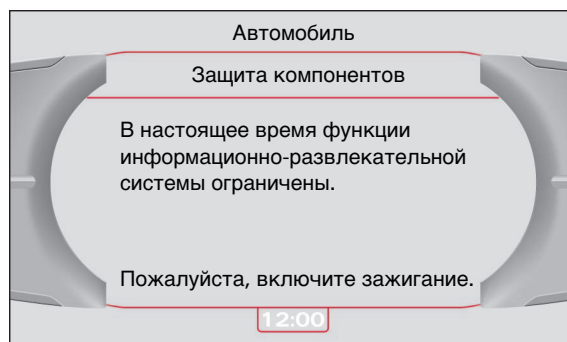 Автомобиль
Защита компонентов
В настоящее время функции
информационно-развлекательной
системы ограничены.
Пожалуйста, включите зажигание.
12:00